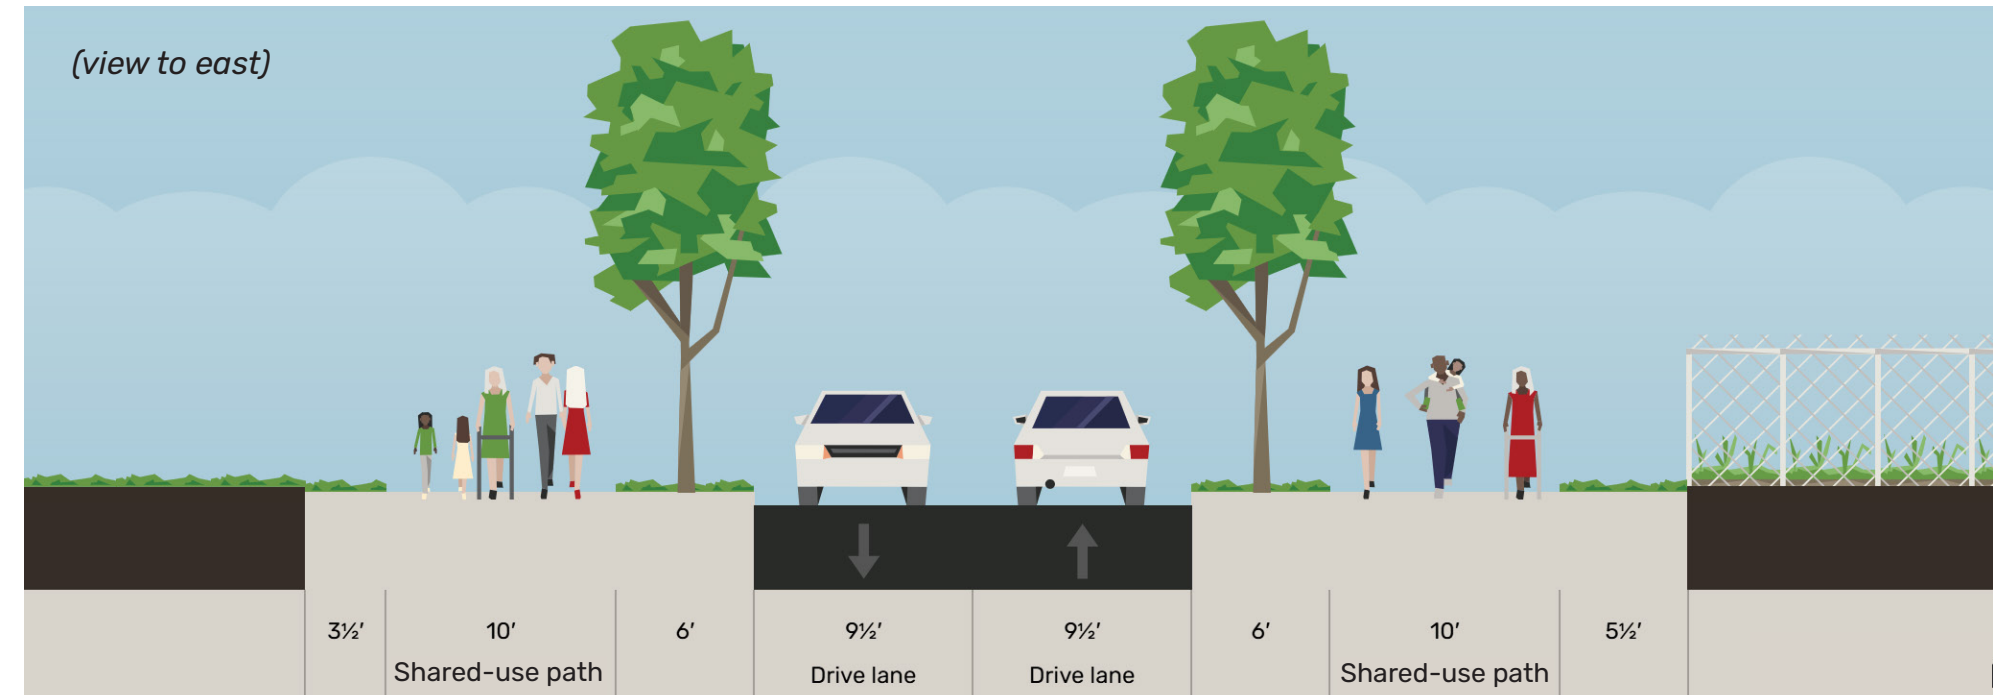 (view to east)
3½′ 10′ 6′ 9½′ 9½′ 6′ 10′ 5½′
Shared-use path Drive lane Drive lane Shared-use path